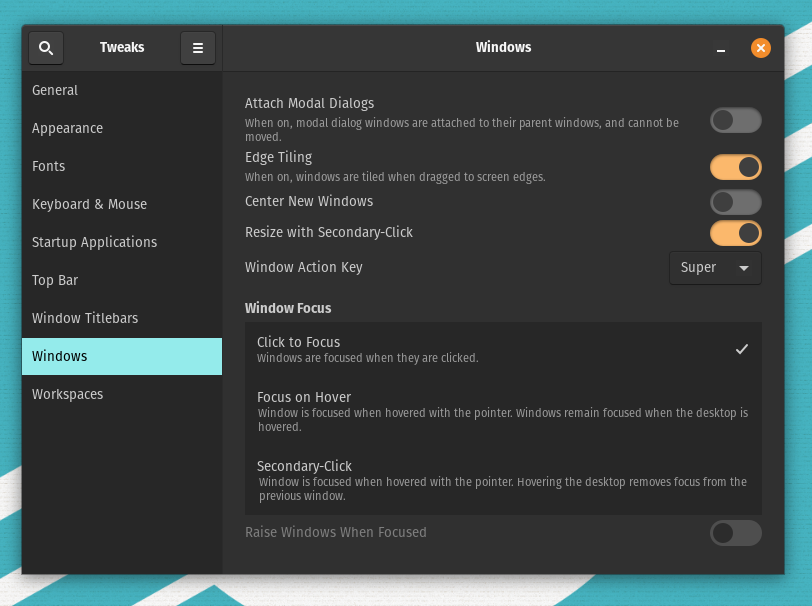 Tweaks
Windows
General
Appearance
Fonts
Keyboard & Mouse
Startup Applications
Top Bar
Window Titlebars
Windows
Workspaces
Attach Modal Dialogs
When on, modal dialog windows are attached to their parent windows, and cannot be
moved.
Edge Tiling
When on, windows are tiled when dragged to screen edges.
Center New Windows
Resize with Secondary-Click
Window Action Key
Super
Window Focus
Click to Focus
Windows are focused when they are clicked.
Focus on Hover
Window is focused when hovered with the pointer. Windows remain focused when the desktop is
hovered.
Secondary-Click
Window is focused when hovered with the pointer. Hovering the desktop removes focus from the
previous window.
Raise Windows When Focused